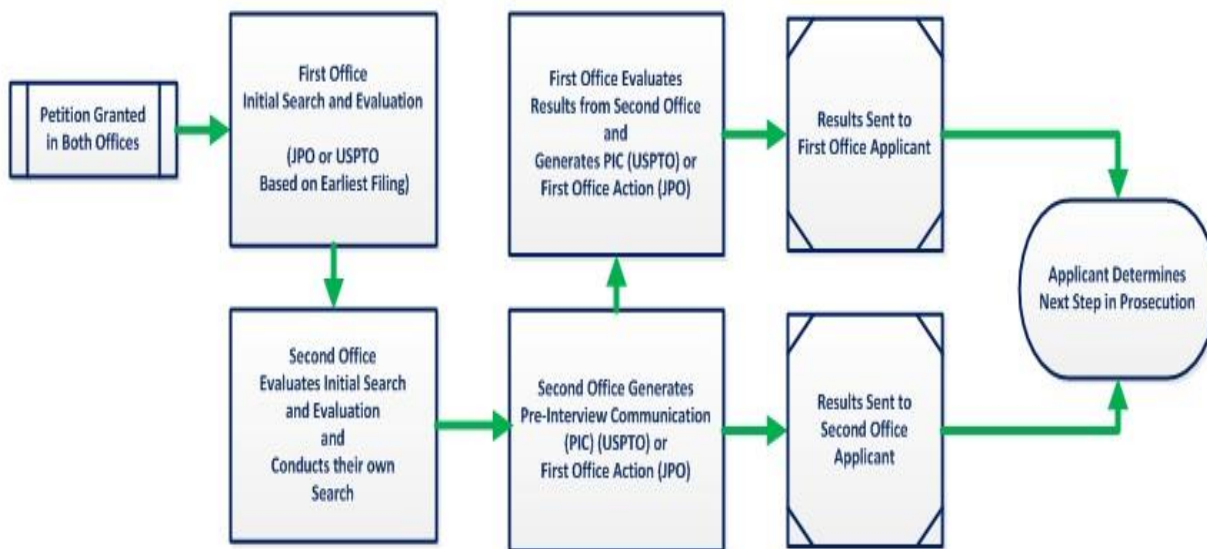 Petition Granted
in Both Offices
First Office
Initial Search and Evaluation
(JPO or USPTO
Based on Earliest Filing)
Second Office
Evaluates Initial Search
and Evaluation
and
Conducts their own
Search
Second Office Generates
Pre-Interview Communication
(PIC) (USPTO) or
First Office Action (JPO)
First Office Evaluates
Results from Second Office
and
Generates PIC (USPTO) or
First Office Action (JPO)
Results Sent to
First Office Applicant
Results Sent to
Second Office
Applicant
Applicant Determines
Next Step in Prosecution